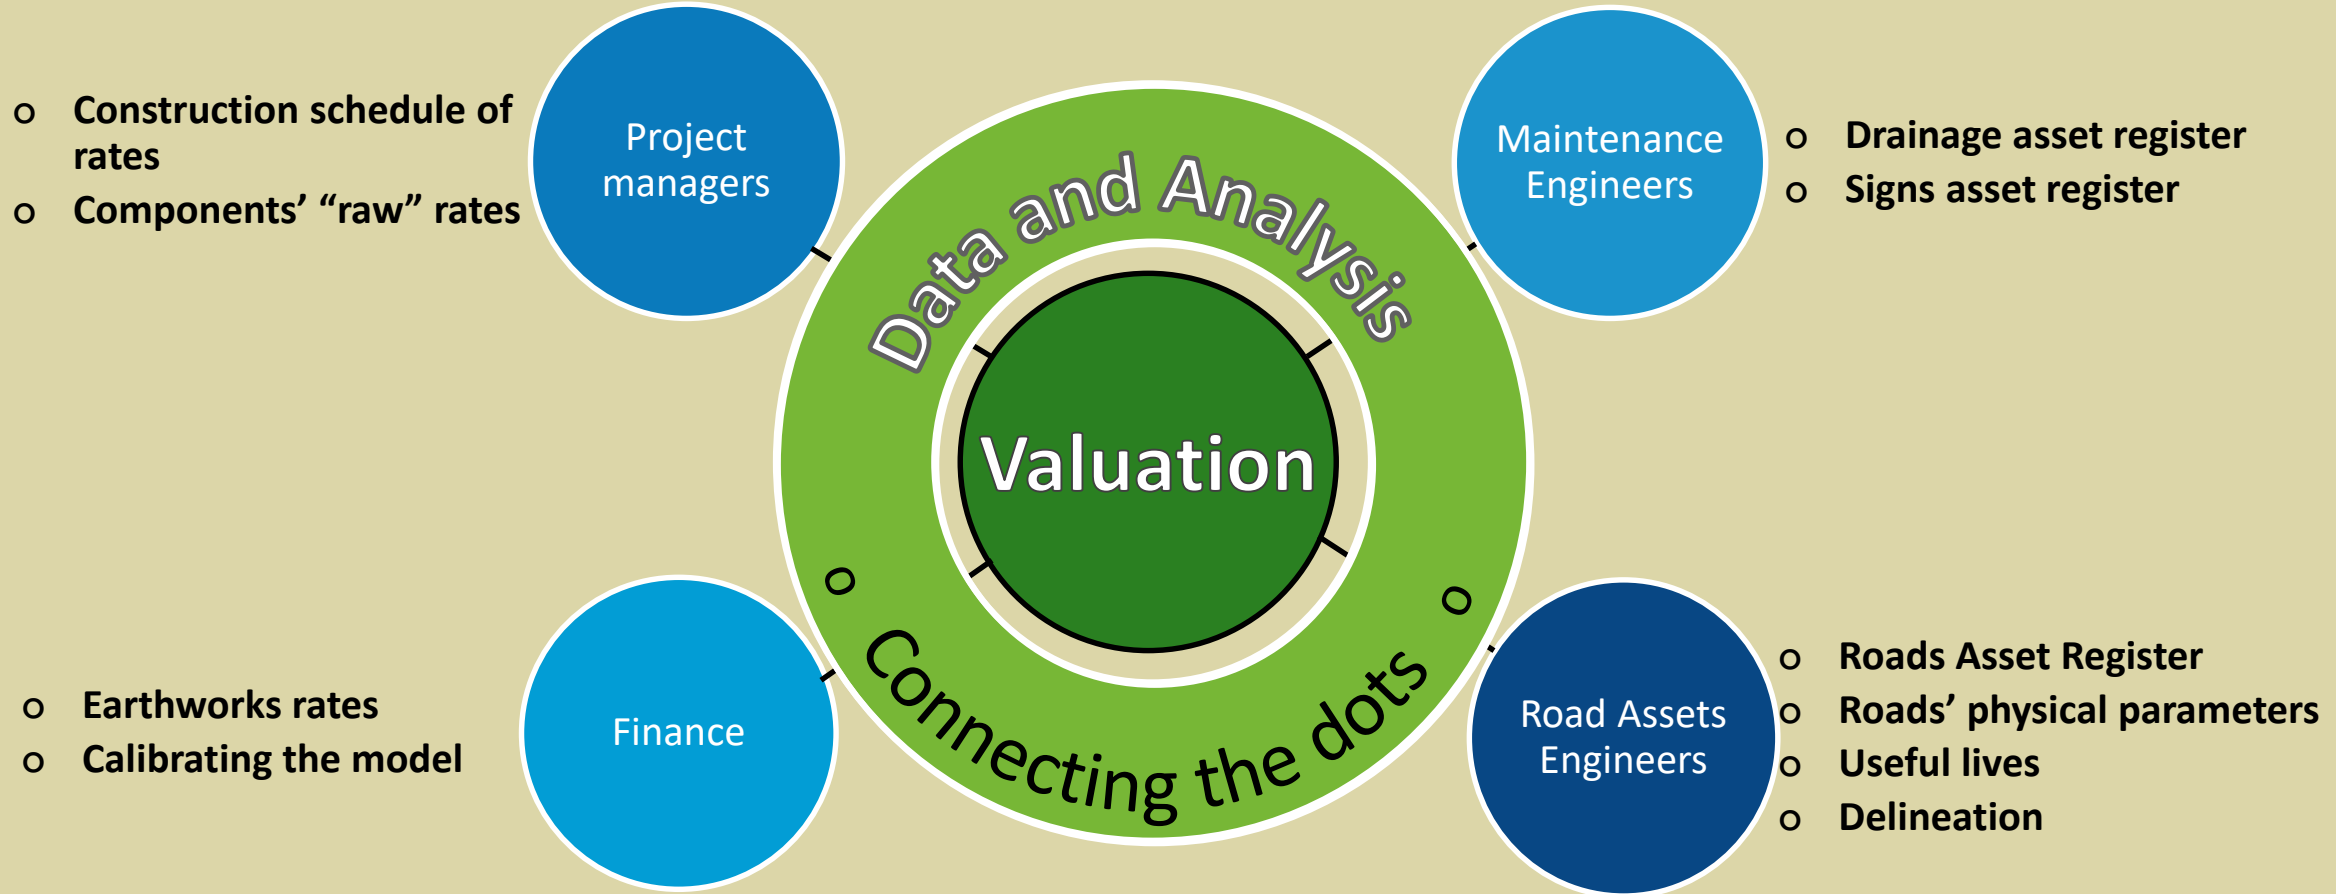 o Construction schedule of
rates
o Components’ “raw” rates
Project
managers
Data and Analysis
Maintenance
Engineers
o Drainage asset register
o Signs asset register
Valuation
o Connecting the dots o
o Earthworks rates
o Calibrating the model
Finance
Road Assets
Engineers
o Roads Asset Register
o Roads’ physical parameters
o Useful lives
o Delineation